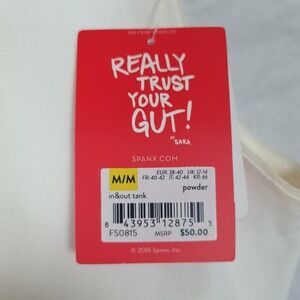 REALLY
TRUST
YOUR
GUT!
SARA
SPANX.COM
M/M
EUR: 38-40 UK: 12-14
FR: 40-42 IT: 42-44 KR: 66
in&out tank
powder
8 43953 12875 5
FS0815
MSRP $50.00
© 2015 Spanx, Inc.